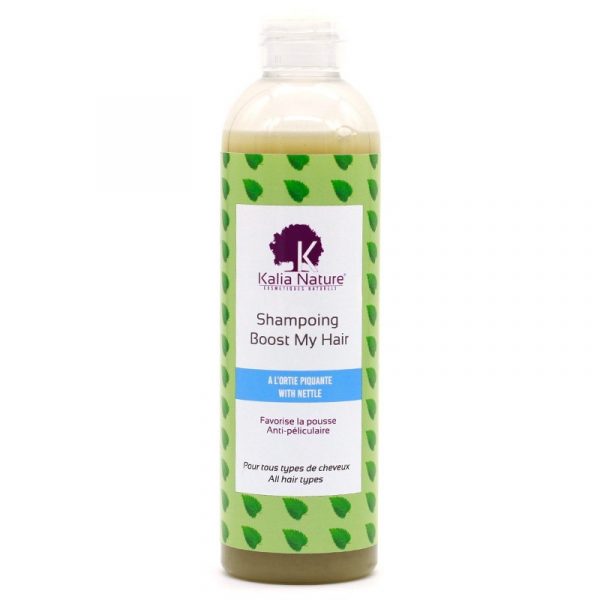 K
Kalia Nature®
COSMETIQUES NATURELS
Shampoing
Boost My Hair
A L'ORTIE PIQUANTE
WITH NETTLE
Favorise la pousse
Anti-péliculaire
Pour tous types de cheveux
All hair types